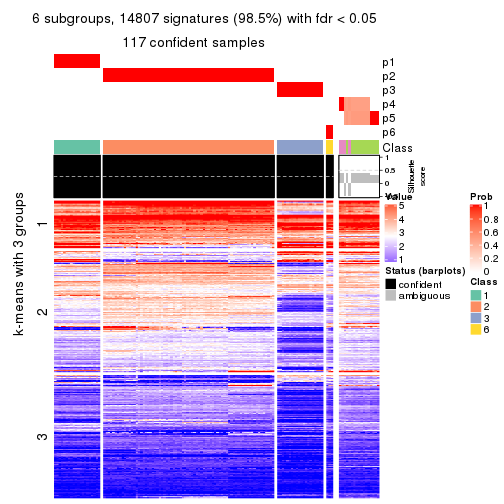 6 subgroups, 14807 signatures (98.5%) with fdr < 0.05
117 confident samples
p1
p2
p3
p4
p5
p6
Class
1
0.5
0
Silhouette
score
k-means with 3 groups
1
2
3
Value
5
4
3
2
1
Status (barplots)
confident
ambiguous
Prob
1
0.8
0.6
0.4
0.2
0
Class
1
2
3
6